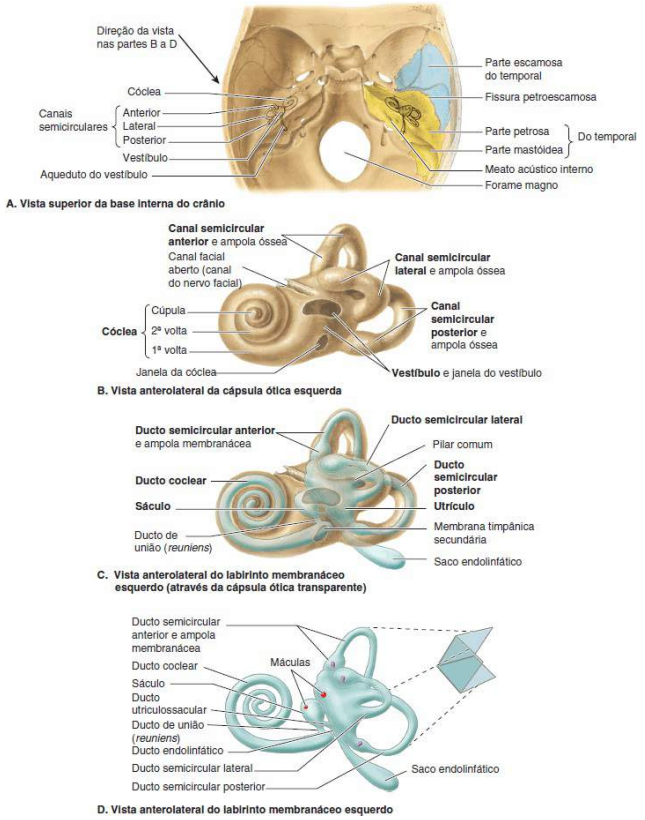 Direção da vista
nas partes B a D
Cóclea
Canais
semicirculares
Anterior
Lateral
Posterior
Vestíbulo
Aqueduto do vestíbulo
Parte escamosa
do temporal
Fissura petroescamosa
Parte petrosa
Parte mastóidea
Do temporal
Meato acústico interno
Forame magno
A. Vista superior da base interna do crânio
Canal semicircular
anterior e ampola óssea
Canal facial
aberto (canal
do nervo facial)
Cóclea
Cúpula
2ª volta
1ª volta
Janela da cóclea
Canal semicircular
lateral e ampola óssea
Canal
semicircular
posterior e
ampola óssea
Vestíbulo e janela do vestíbulo
B. Vista anterolateral da cápsula ótica esquerda
Ducto semicircular anterior
e ampola membranácea
Ducto coclear
Sáculo
Ducto de
união (reuniens)
Ducto semicircular lateral
Pilar comum
Ducto
semicircular
posterior
Utrículo
Membrana timpânica
secundária
Saco endolinfático
C. Vista anterolateral do labirinto membranáceo
esquerdo (através da cápsula ótica transparente)
Ducto semicircular
anterior e ampola
membranácea
Ducto coclear
Máculas
Sáculo
Ducto
utriculossacular
Ducto de união
(reuniens)
Ducto endolinfático
Ducto semicircular lateral
Ducto semicircular posterior
Saco endolinfático
D. Vista anterolateral do labirinto membranáceo esquerdo